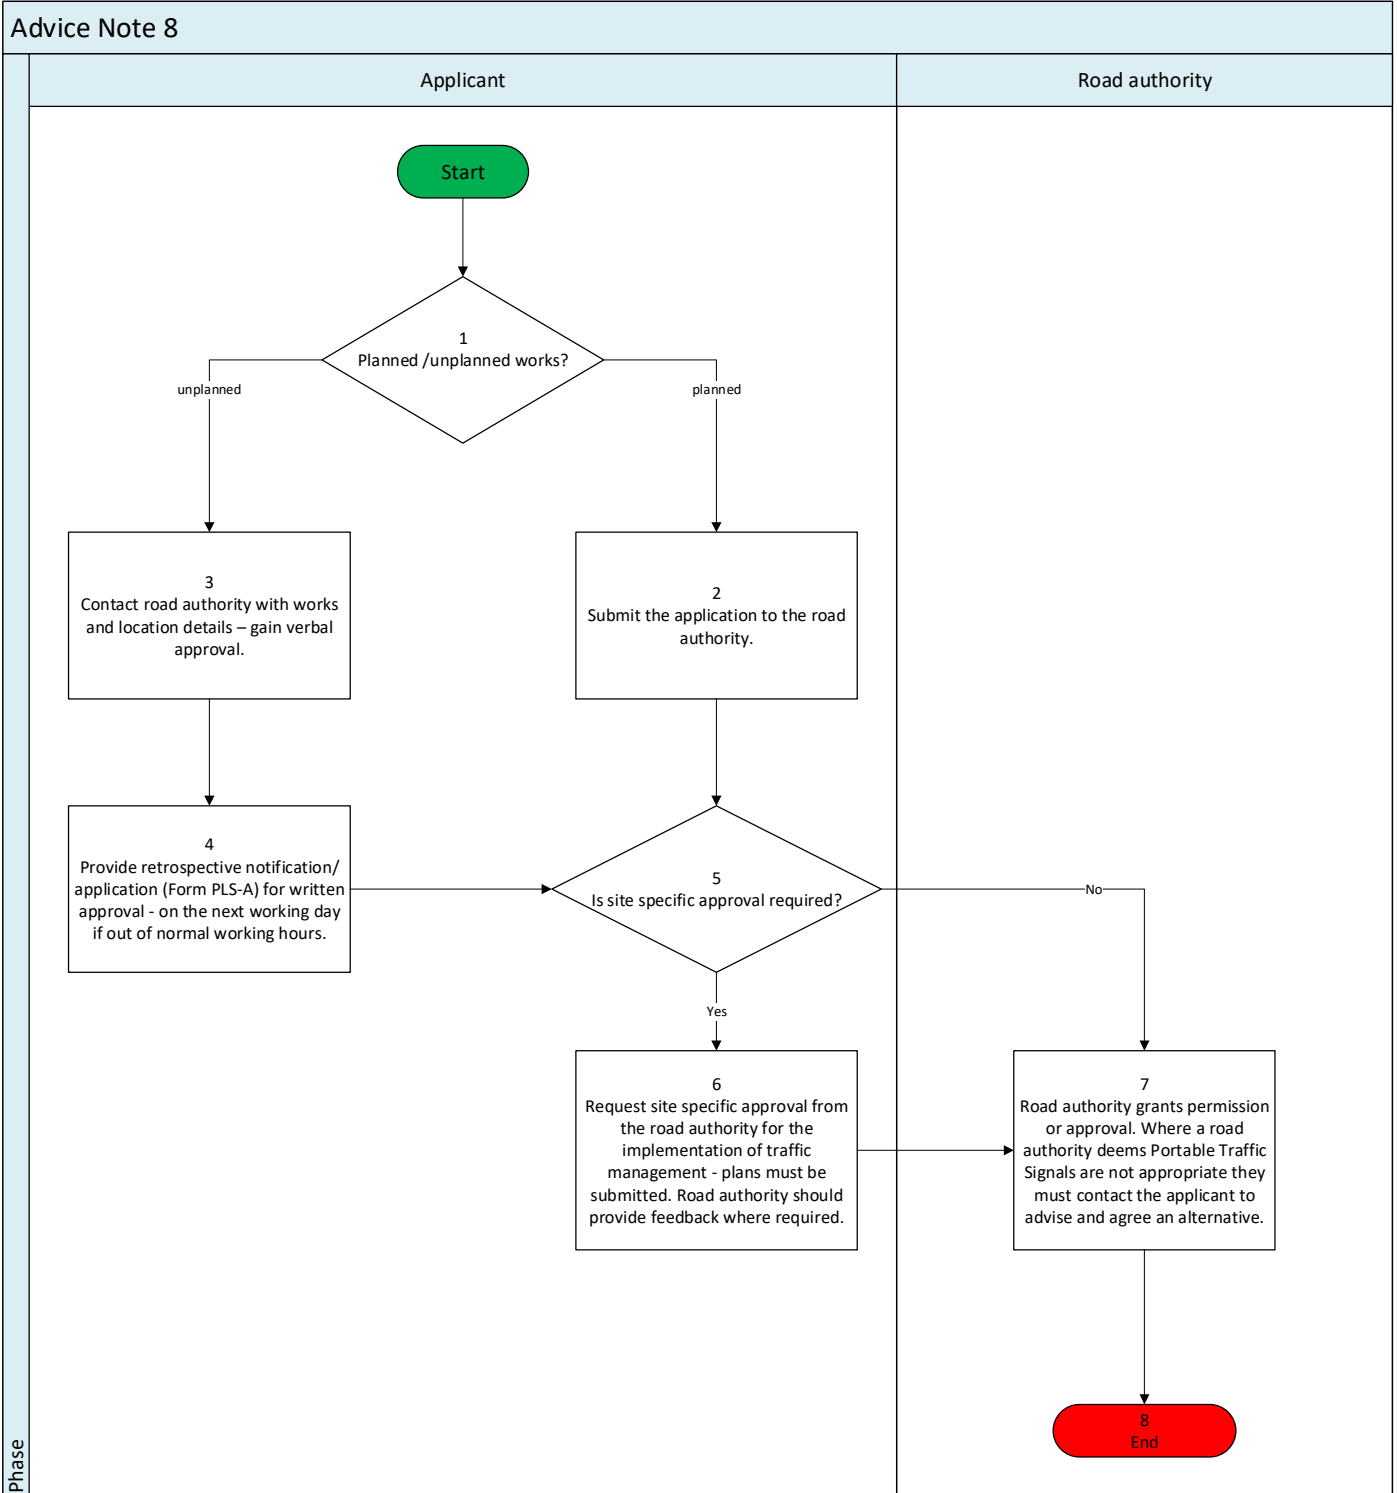 Advice Note 8
Applicant
Road authority
Start
1
Planned /unplanned works?
unplanned
planned
3
Contact road authority with works
and location details – gain verbal
approval.
2
Submit the application to the road
authority.
4
Provide retrospective notification/
application (Form PLS-A) for written
approval - on the next working day
if out of normal working hours.
5
Is site specific approval required?
No
Yes
6
Request site specific approval from
the road authority for the
implementation of traffic
management - plans must be
submitted. Road authority should
provide feedback where required.
7
Road authority grants permission
or approval. Where a road
authority deems Portable Traffic
Signals are not appropriate they
must contact the applicant to
advise and agree an alternative.
8
End
Phase